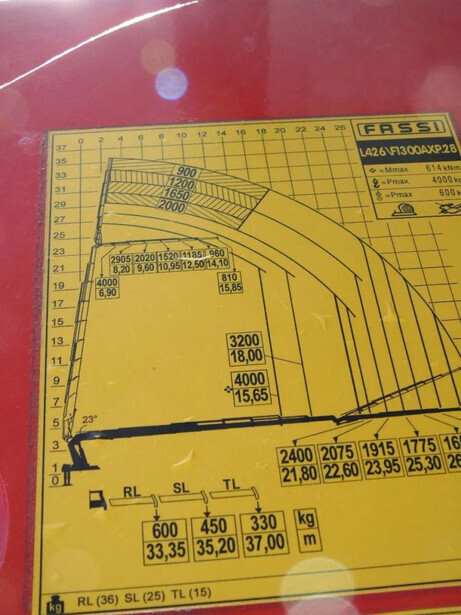 FASSI
L426\F1300AXP.28
=Mmax 614 kNm
=Pmax 4000 k
=Pmax 600 k
0 2 4 6 8 10 12 14 16 18 20 22 24 26
37
35
33
31
29
27
25
23
21
19
17
15
13
11
9
7
5
3
1
0
900
1200
1650
2000
2905 2020 1520 1185 960
8,20 9,60 10,95 12,50 14,10
4000 810
6,90 15,85
3200
18,00
4000
15,65
23°
2400 2075 1915 1775
21,80 22,60 23,95 25,30
RL SL TL
600 450 330 kg
33,35 35,20 37,00 m
kg RL (36) SL (25) TL (15)